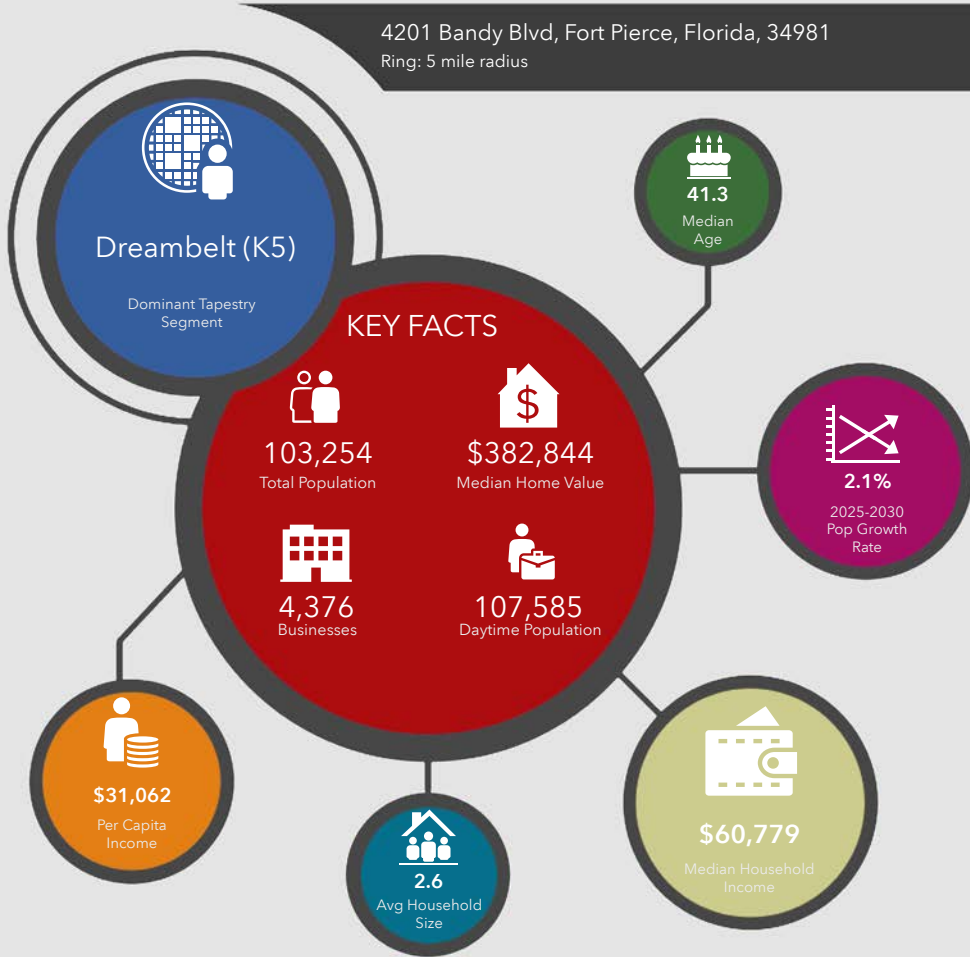 4201 Bandy Blvd, Fort Pierce, Florida, 34981
Ring: 5 mile radius
Dreambelt (K5)
Dominant Tapestry
Segment
KEY FACTS
103,254
Total Population
$382,844
Median Home Value
4,376
Businesses
107,585
Daytime Population
41.3
Median
Age
2.1%
2025-2030
Pop Growth
Rate
$31,062
Per Capita
Income
2.6
Avg Household
Size
$60,779
Median Household
Income